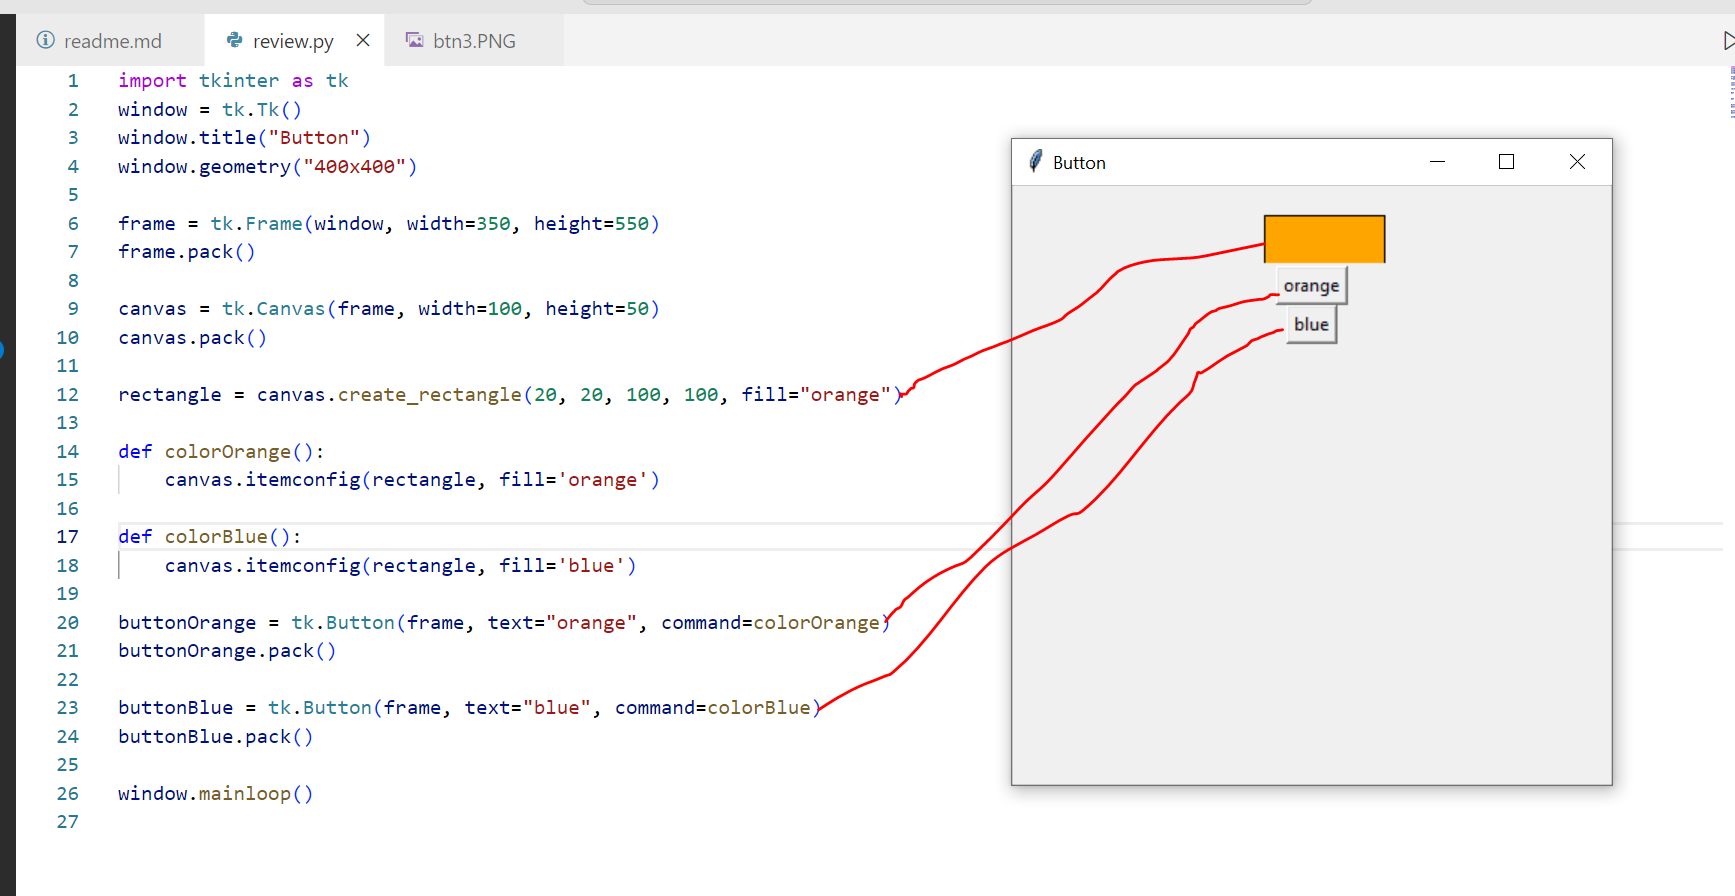 readme.md
review.py
btn3.PNG
1 import tkinter as tk
2 window = tk.Tk()
3 window.title("Button")
4 window.geometry("400x400")
5
6 frame = tk.Frame(window, width=350, height=550)
7 frame.pack()
8
9 canvas = tk.Canvas(frame, width=100, height=50)
10 canvas.pack()
11
12 rectangle = canvas.create_rectangle(20, 20, 100, 100, fill="orange")
13
14 def colorOrange():
15     canvas.itemconfig(rectangle, fill='orange')
16
17 def colorBlue():
18     canvas.itemconfig(rectangle, fill='blue')
19
20 buttonOrange = tk.Button(frame, text="orange", command=colorOrange)
21 buttonOrange.pack()
22
23 buttonBlue = tk.Button(frame, text="blue", command=colorBlue)
24 buttonBlue.pack()
25
26 window.mainloop()
27
Button
orange
blue